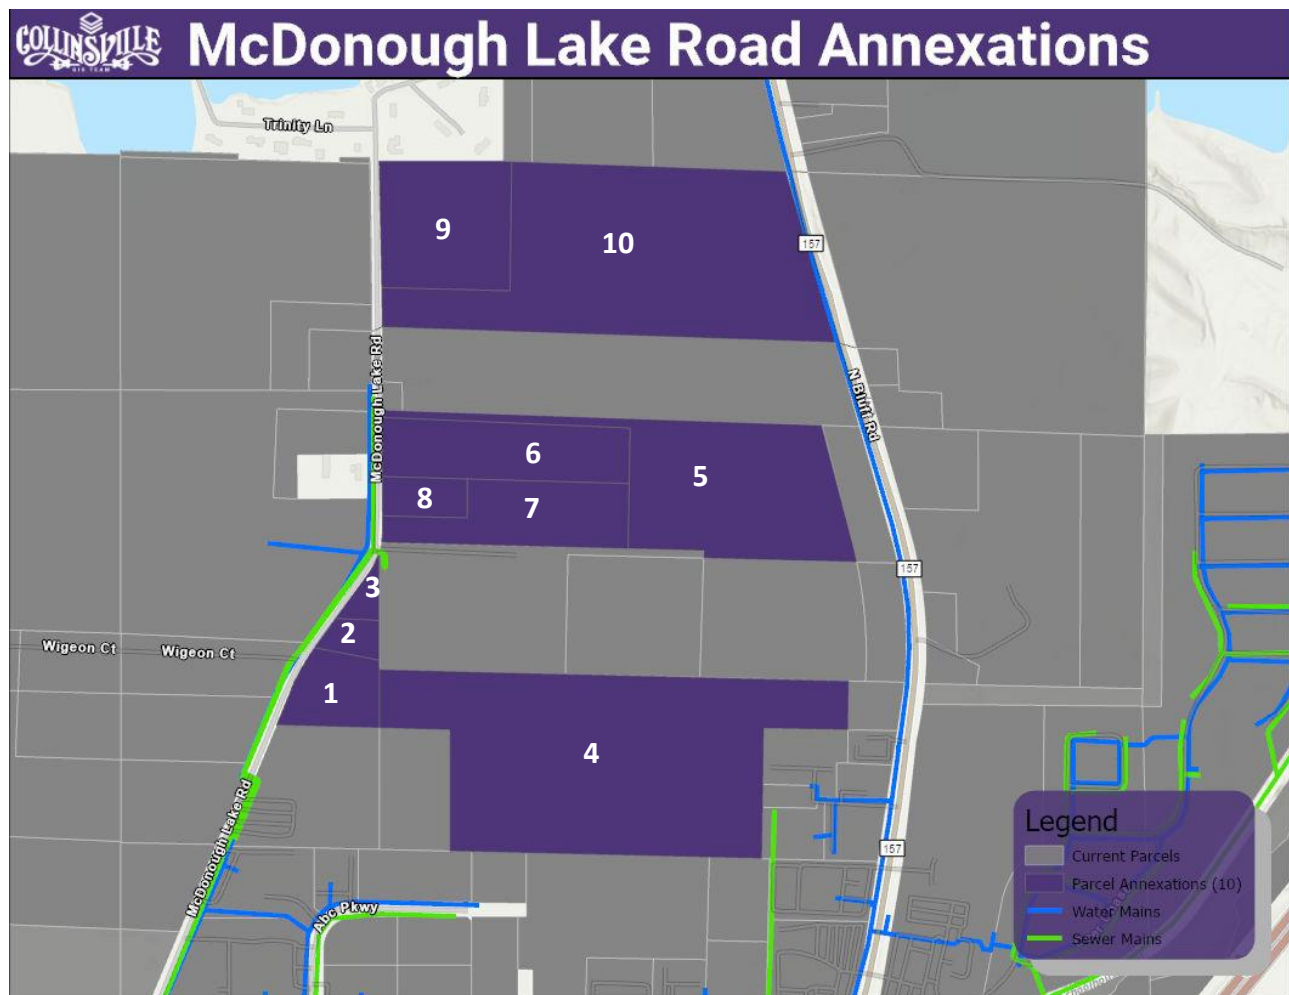 COLLINSVILLE
GIS TEAM
McDonough Lake Road Annexations
Trinity Ln
9
10
157
McDonough Lake Rd
N Bluff Rd
6
5
8
7
157
3
2
Wigeon Ct
Wigeon Ct
1
4
McDonough Lake Rd
157
Abc Pkwy
Legend
Current Parcels
Parcel Annexations (10)
Water Mains
Sewer Mains